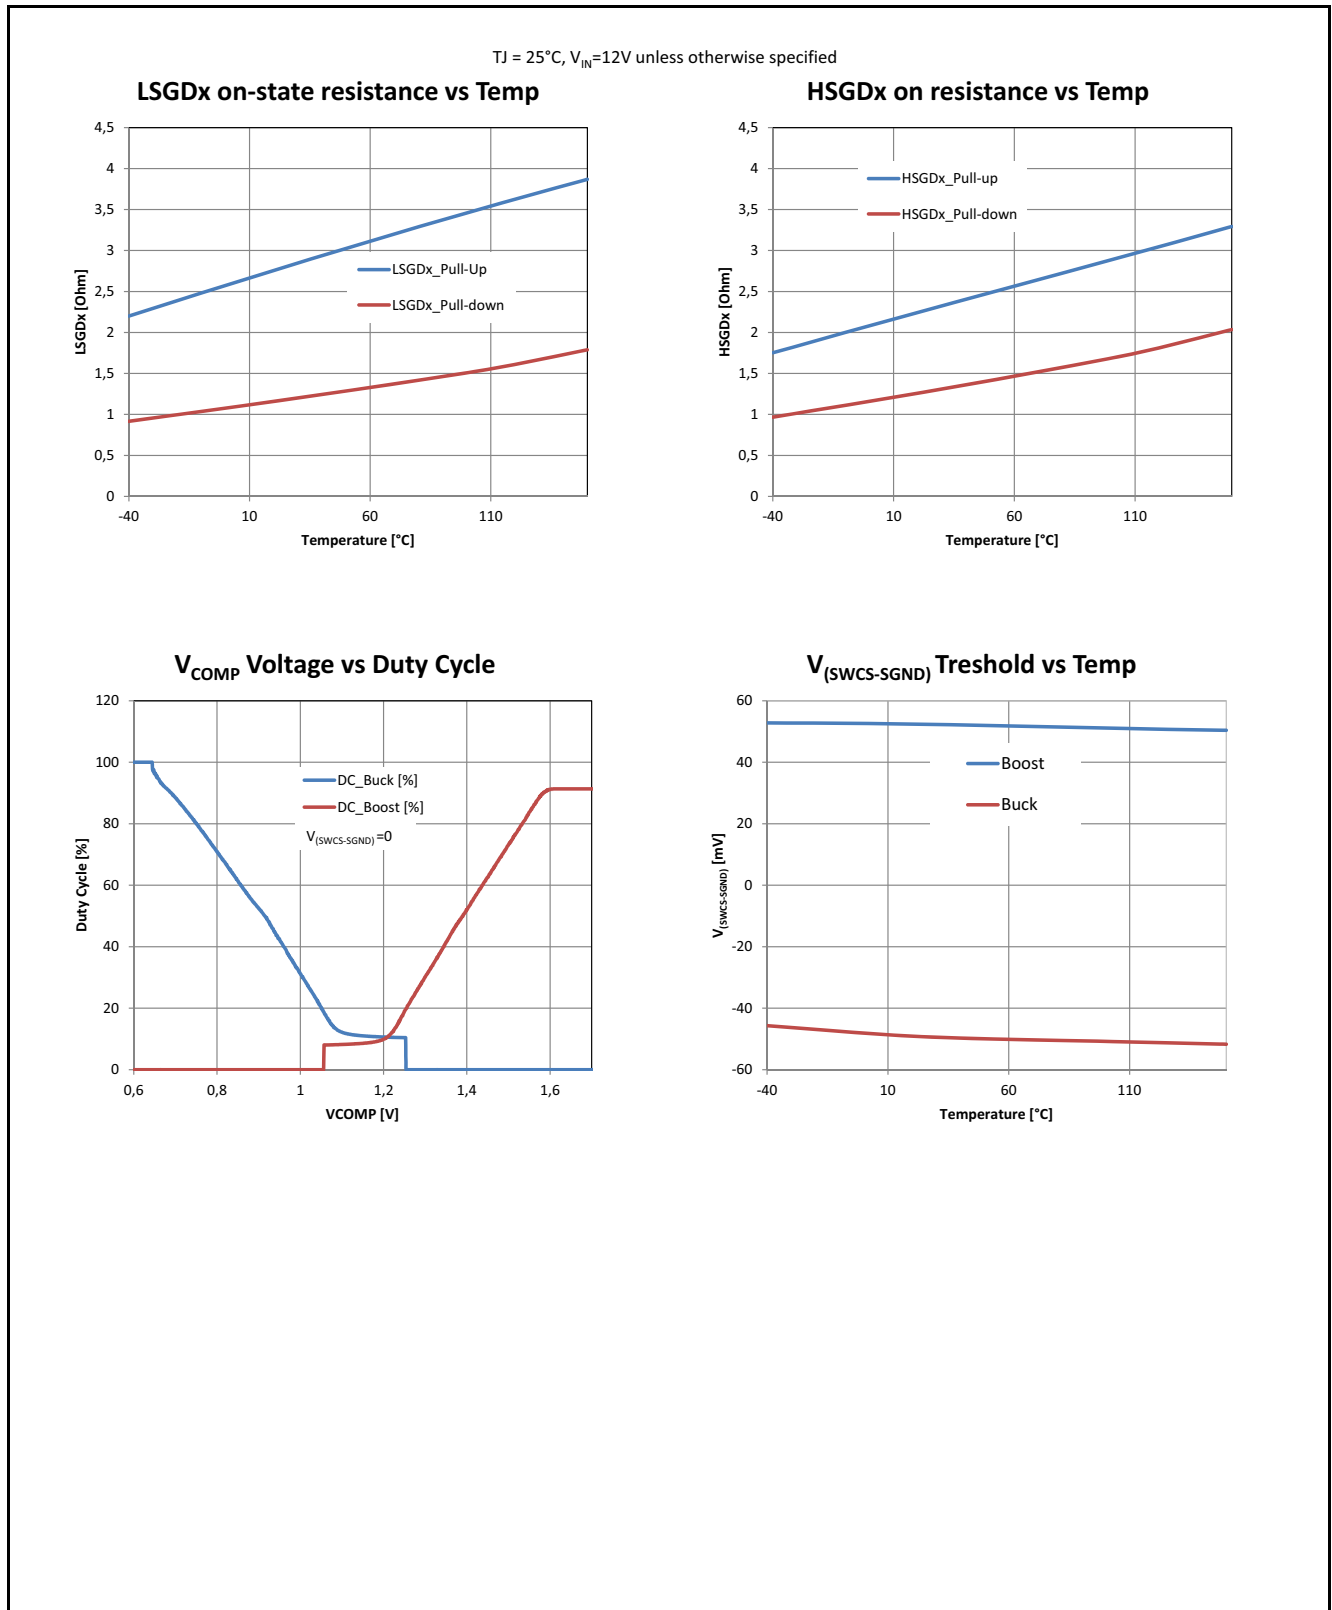 TJ = 25°C, VIN=12V unless otherwise specified
LSGDx on-state resistance vs Temp
4,5
4
3,5
3
2,5
2
1,5
1
0,5
0
-40 10 60 110
LSGDx [Ohm]
Temperature [°C]
LSGDx_Pull-Up
LSGDx_Pull-down
HSGDx on resistance vs Temp
4,5
4
3,5
3
2,5
2
1,5
1
0,5
0
-40 10 60 110
HSGDx [Ohm]
Temperature [°C]
HSGDx_Pull-up
HSGDx_Pull-down
VCOMP Voltage vs Duty Cycle
120
100
80
60
40
20
0
0,6 0,8 1 1,2 1,4 1,6
Duty Cycle [%]
VCOMP [V]
DC_Buck [%]
DC_Boost [%]
V(SWCS-SGND)=0
V(SWCS-SGND) Treshold vs Temp
60
40
20
0
-20
-40
-60
-40 10 60 110
V(SWCS-SGND) [mV]
Temperature [°C]
Boost
Buck